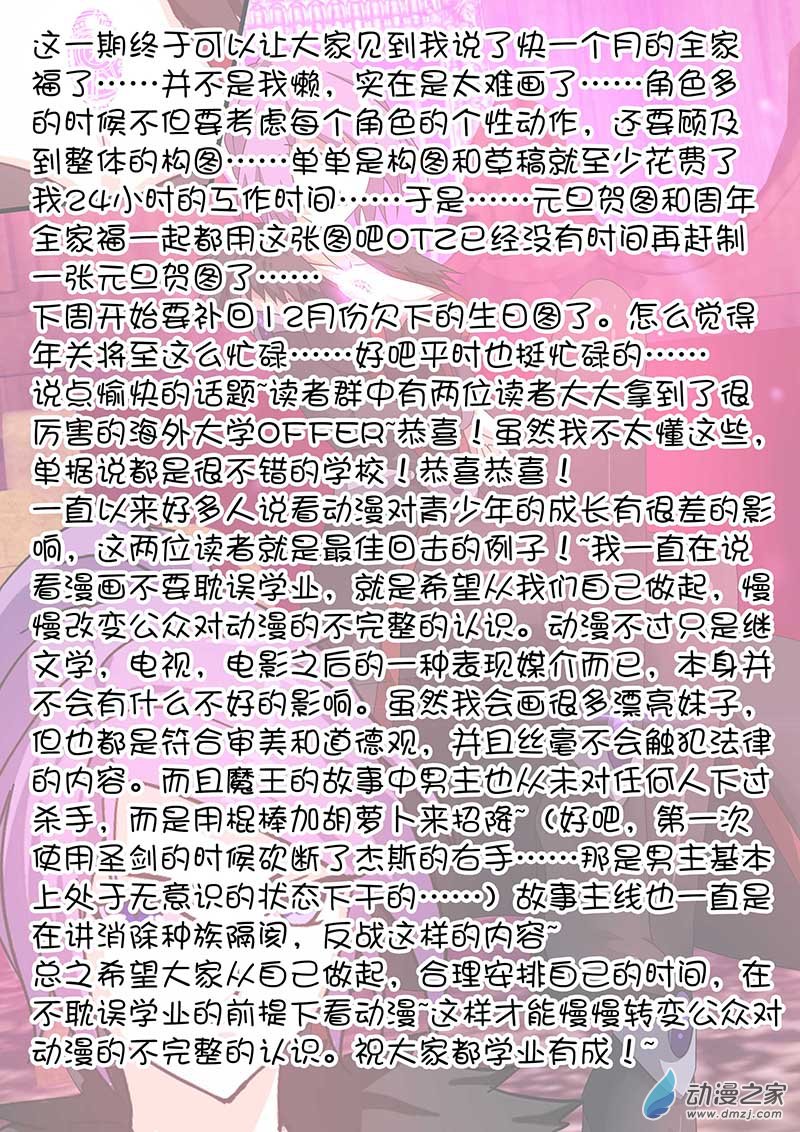 这一期终于可以让大家见到我说了快一个月的全家
福了……并不是我懒，实在是太难画了……角色多
的时候不但要考虑每个角色的个性动作，还要顾及
到整体的构图……单单是构图和草稿就至少花费了
我24小时的工作时间……于是……元旦贺图和周年
全家福一起都用这张图吧OTZ已经没有时间再赶制
一张元旦贺图了……
下周开始要补回12月份欠下的生日图了。怎么觉得
年关将至这么忙碌……好吧平时也挺忙碌的……
说点愉快的话题~读者群中有两位读者大大拿到了很
厉害的海外大学OFFER~恭喜！虽然我不太懂这些，
单据说都是很不错的学校！恭喜恭喜！
一直以来好多人说看动漫对青少年的成长有很差的影
响，这两位读者就是最佳回击的例子！~我一直在说
看漫画不要耽误学业，就是希望从我们自己做起，慢
慢改变公众对动漫的不完整的认识。动漫不过只是继
文学，电视，电影之后的一种表现媒介而已，本身并
不会有什么不好的影响。虽然我会画很多漂亮妹子，
但也都是符合审美和道德观，并且丝毫不会触犯法律
的内容。而且魔王的故事中男主也从未对任何人下过
杀手，而是用棍棒加胡萝卜来招降~（好吧，第一次
使用圣剑的时候砍断了杰斯的右手……那是男主基本
上处于无意识的状态下干的……）故事主线也一直是
在讲消除种族隔阂，反战这样的内容~
总之希望大家从自己做起，合理安排自己的时间，在
不耽误学业的前提下看动漫~这样才能慢慢转变公众对
动漫的不完整的认识。祝大家都学业有成！~
动漫之家
www.dmzj.com